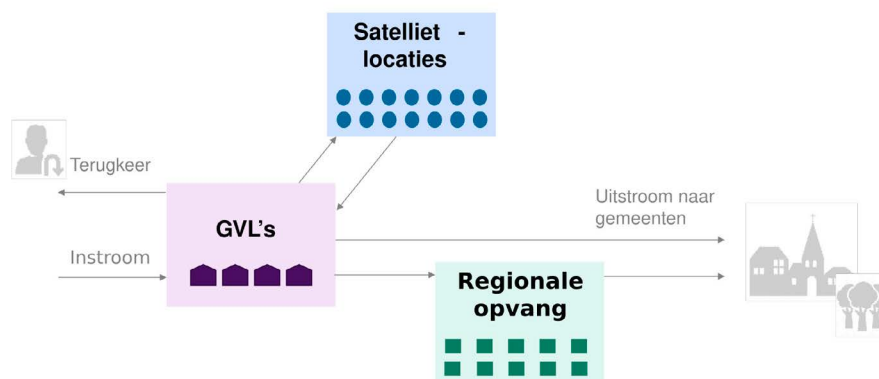 Satelliet -
locaties
Terugkeer
Uitstroom naar
gemeenten
GVL's
Instroom
Regionale
opvang